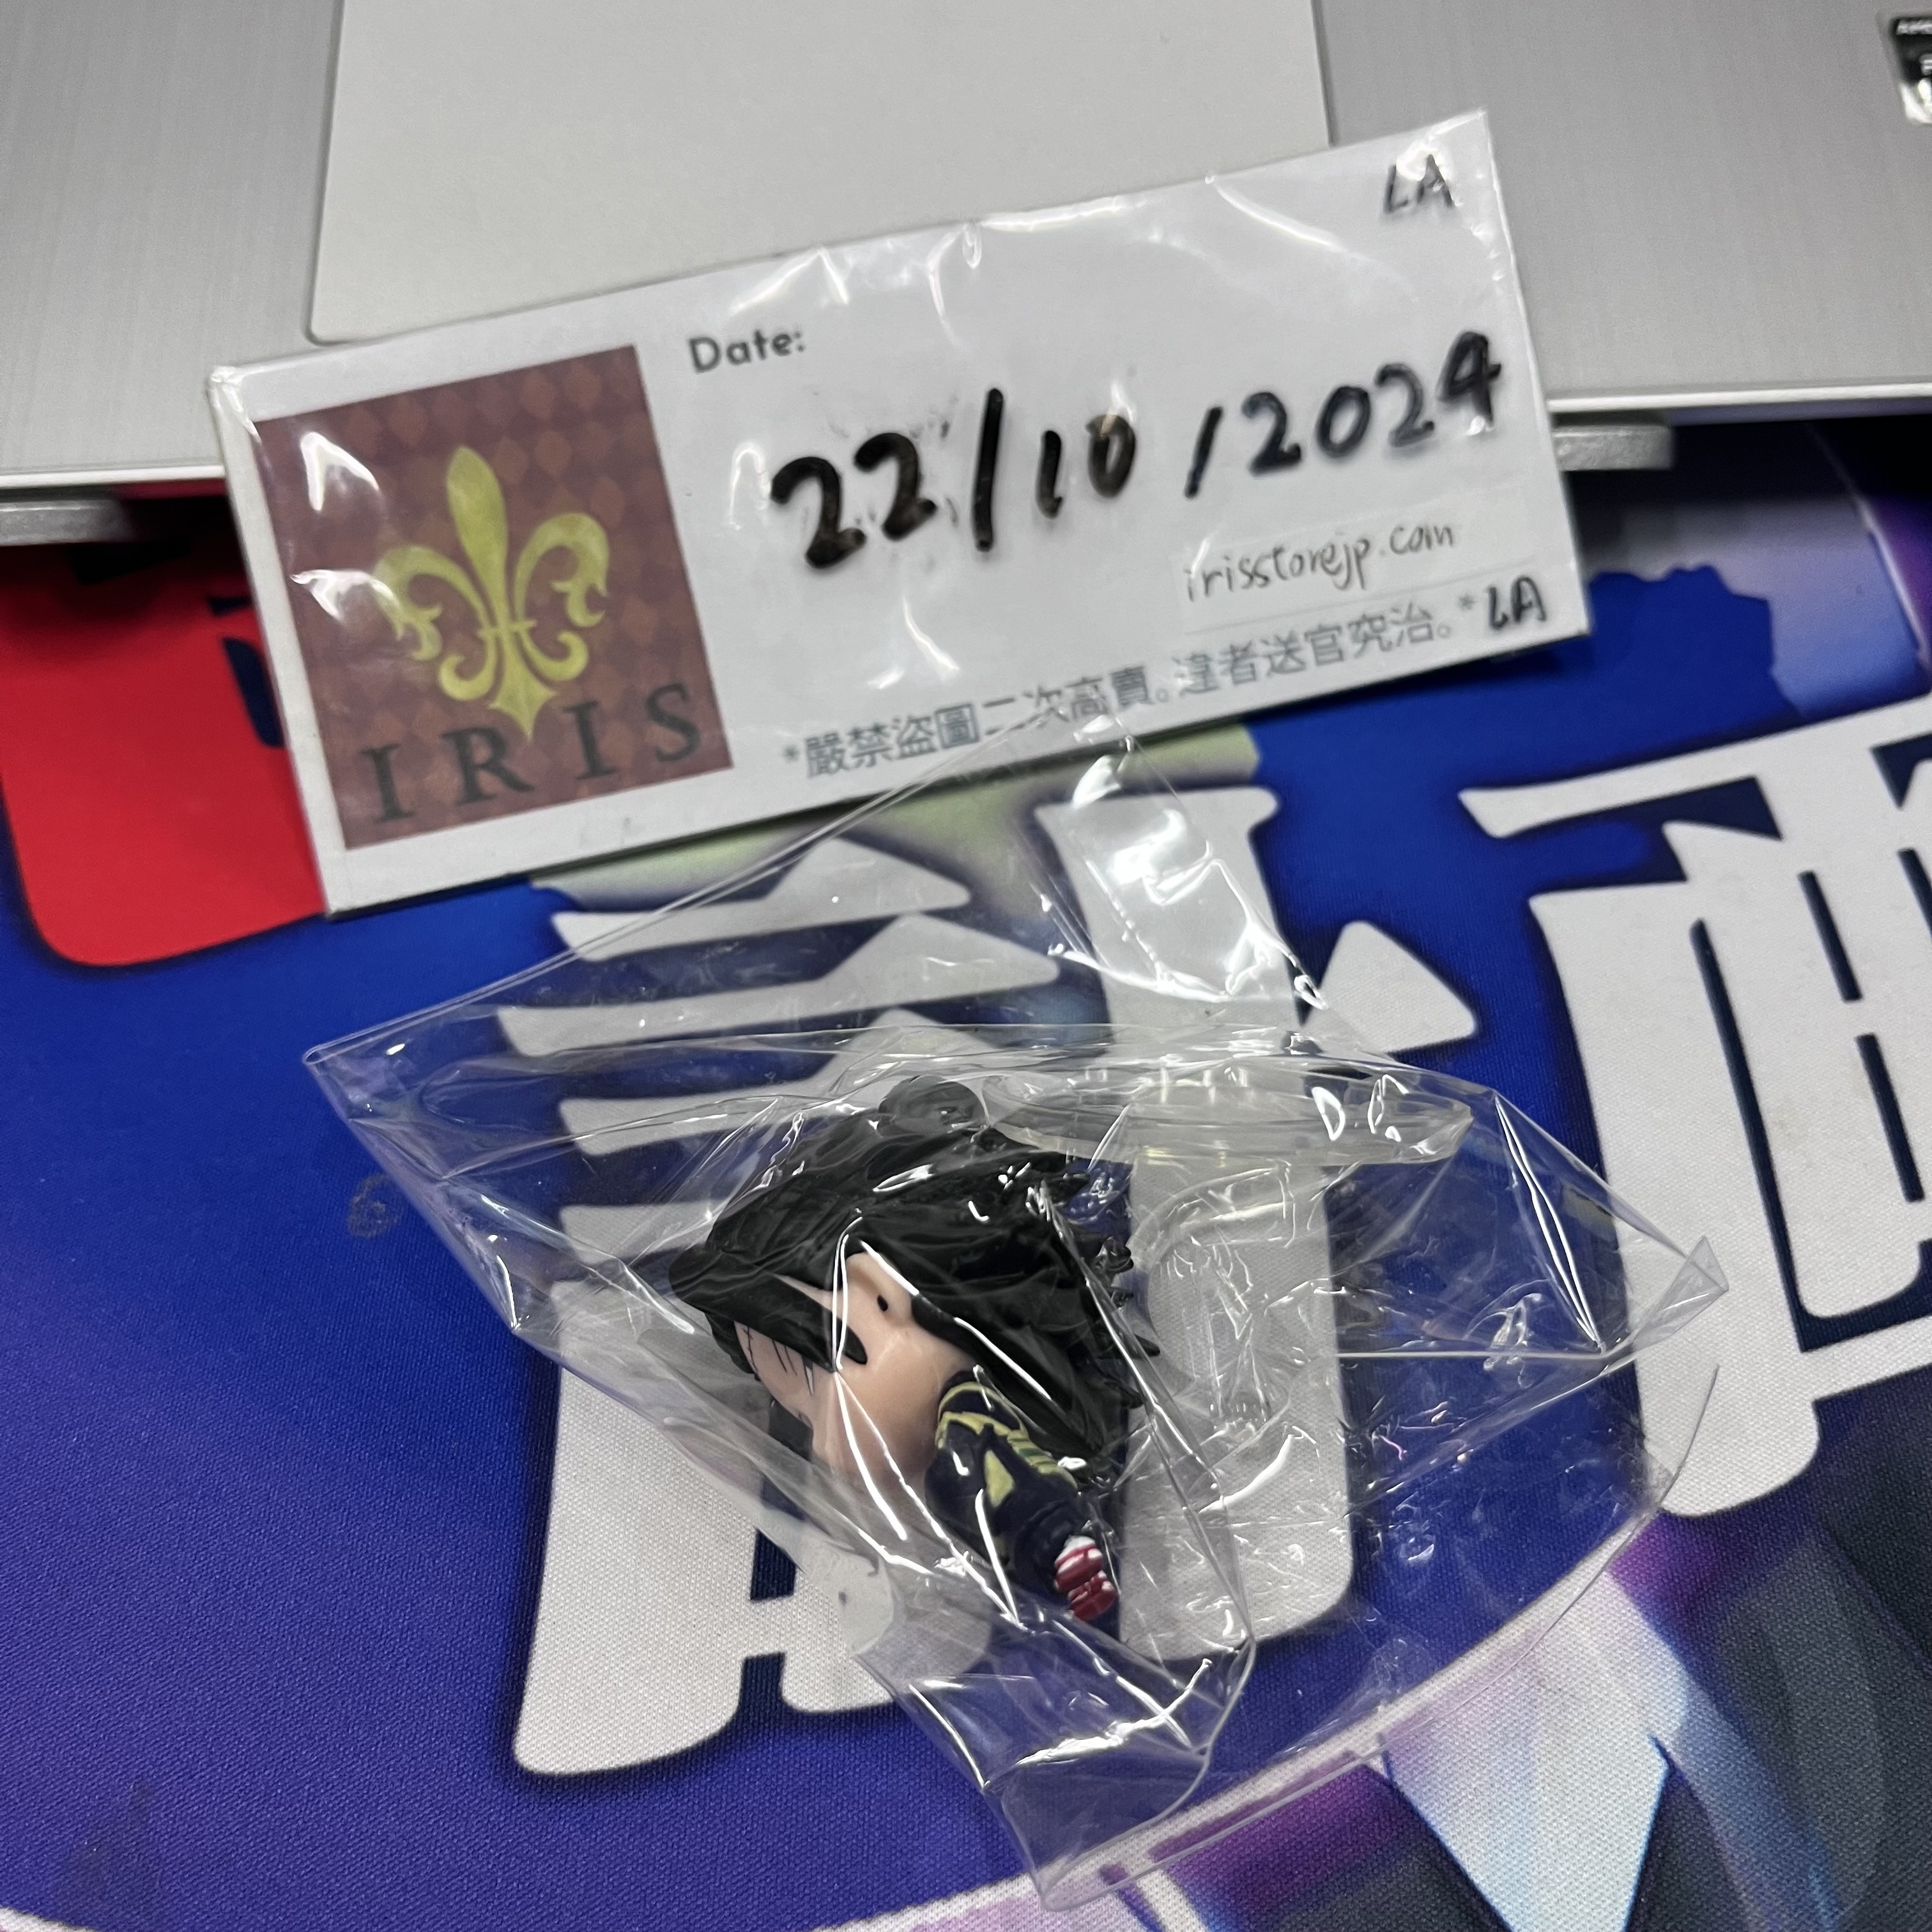 LA
Date:
22/10/2024
irisstorejp.com
*嚴禁盜圖二次高賣。違者送官究治。*LA
IRIS